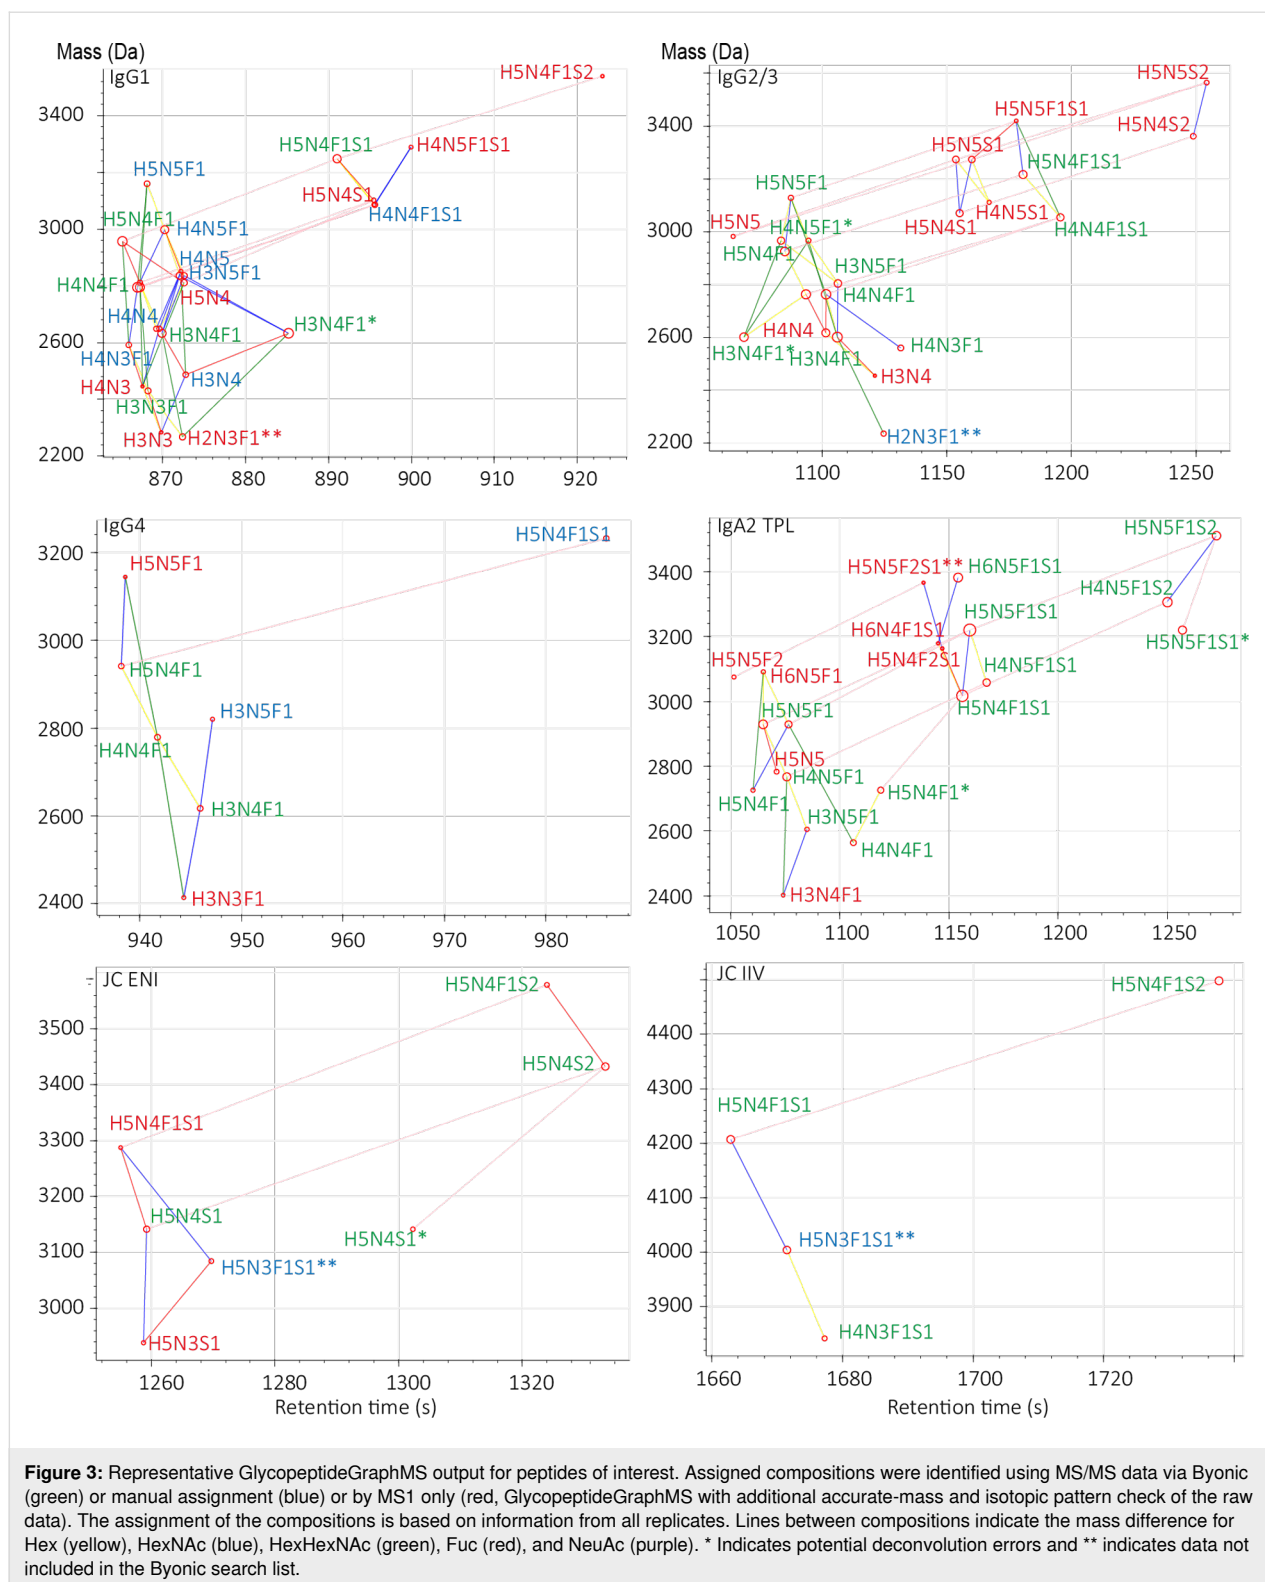 Mass (Da)
IgG1
H5N4F1S2
3400
H5N4F1S1
H4N5F1S1
H5N5F1
H5N4S1
H4N4F1S1
H5N4F1
H4N5F1
3000
H4N5
H3N5F1
H4N4F1
H5N4
H4N4
H3N4F1
H3N4F1*
2600
H4N3F1
H4N3
H3N4
H3N3F1
H3N3
H2N3F1**
2200
870
880
890
900
910
920
Mass (Da)
IgG2/3
H5N5S2
H5N5F1S1
H5N4S2
3400
H5N5S1
H5N4F1S1
H5N5F1
H4N5S1
H5N5
H4N5F1*
H5N4S1
H4N4F1S1
3000
H5N4F1
H3N5F1
H4N4F1
H4N4
H4N3F1
2600
H3N4F1*
H3N4F1
H3N4
H2N3F1**
2200
1100
1150
1200
1250
IgG4
H5N4F1S1
3200
H5N5F1
3000
H5N4F1
2800
H3N5F1
H4N4F1
2600
H3N4F1
2400
H3N3F1
940
950
960
970
980
IgA2 TPL
H5N5F1S2
H5N5F2S1**
H6N5F1S1
3400
H4N5F1S2
H5N5F1S1
H6N4F1S1
3200
H5N5F1S1*
H5N4F2S1
H4N5F1S1
H5N5F2
H6N5F1
3000
H5N4F1S1
H5N5F1
H5N5
2800
H4N5F1
H5N4F1
H5N4F1*
H3N5F1
2600
H4N4F1
2400
H3N4F1
1050
1100
1150
1200
1250
JC ENI
H5N4F1S2
3500
H5N4S2
3400
H5N4F1S1
3300
3200
H5N4S1
H5N4S1*
3100
H5N3F1S1**
3000
H5N3S1
1260
1280
1300
1320
Retention time (s)
JC IIV
H5N4F1S2
4400
4300
H5N4F1S1
4200
4100
H5N3F1S1**
4000
3900
H4N3F1S1
1660
1680
1700
1720
Retention time (s)
Figure 3: Representative GlycopeptideGraphMS output for peptides of interest. Assigned compositions were identified using MS/MS data via Byonic
(green) or manual assignment (blue) or by MS1 only (red, GlycopeptideGraphMS with additional accurate-mass and isotopic pattern check of the raw
data). The assignment of the compositions is based on information from all replicates. Lines between compositions indicate the mass difference for
Hex (yellow), HexNAc (blue), HexHexNAc (green), Fuc (red), and NeuAc (purple). * Indicates potential deconvolution errors and ** indicates data not
included in the Byonic search list.